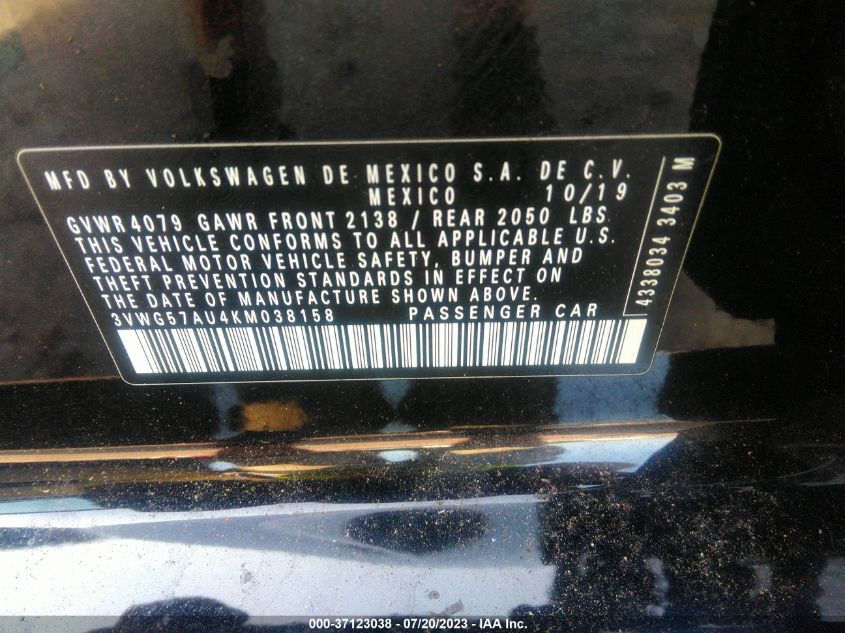 MFD BY VOLKSWAGEN DE MEXICO S.A. DE C.V.
MEXICO 10/19
GVWR 4079 GAWR FRONT 2138 / REAR 2050 LBS
THIS VEHICLE CONFORMS TO ALL APPLICABLE U.S.
FEDERAL MOTOR VEHICLE SAFETY, BUMPER AND
THEFT PREVENTION STANDARDS IN EFFECT ON
THE DATE OF MANUFACTURE SHOWN ABOVE.
3VWG57AU4KM038158 PASSENGER CAR
4338034 3403 M
000-37123038 - 07/20/2023 - IAA Inc.